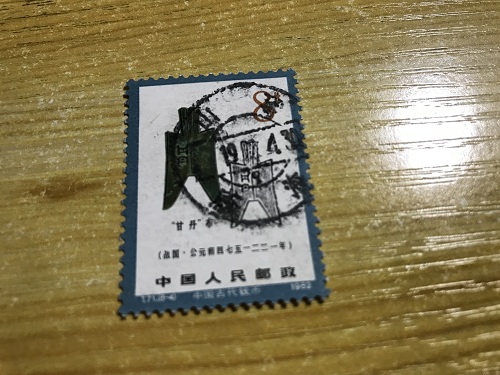 8
"甘丹"布
(战国·公元前四七五—二二一年)
中国人民邮政
T.71.(8-4) 中国古代钱币 1982